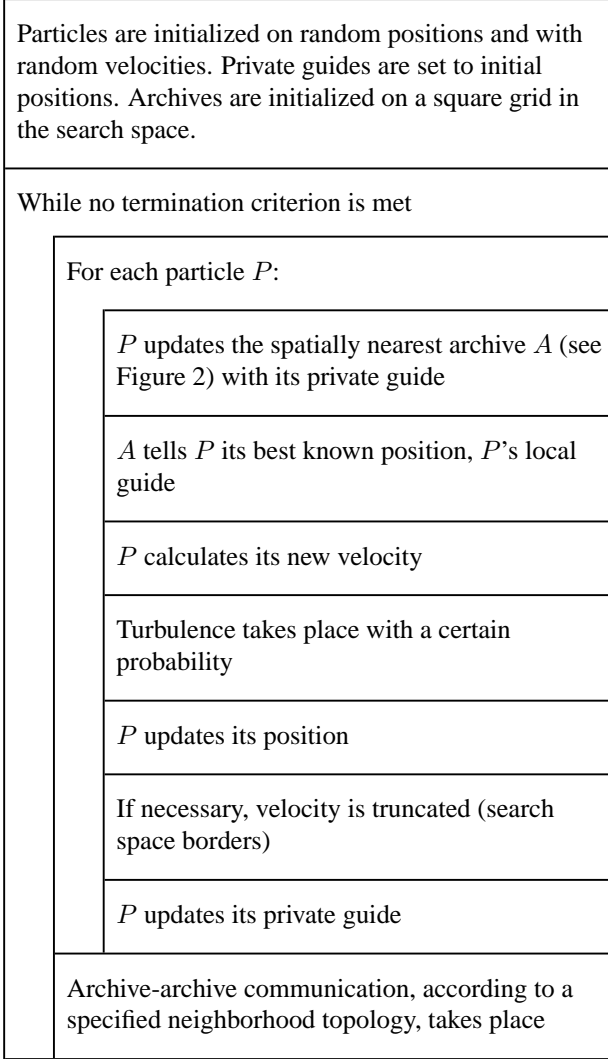 Particles are initialized on random positions and with
random velocities. Private guides are set to initial
positions. Archives are initialized on a square grid in
the search space.
While no termination criterion is met
For each particle P:
P updates the spatially nearest archive A (see
Figure 2) with its private guide
A tells P its best known position, P's local
guide
P calculates its new velocity
Turbulence takes place with a certain
probability
P updates its position
If necessary, velocity is truncated (search
space borders)
P updates its private guide
Archive-archive communication, according to a
specified neighborhood topology, takes place